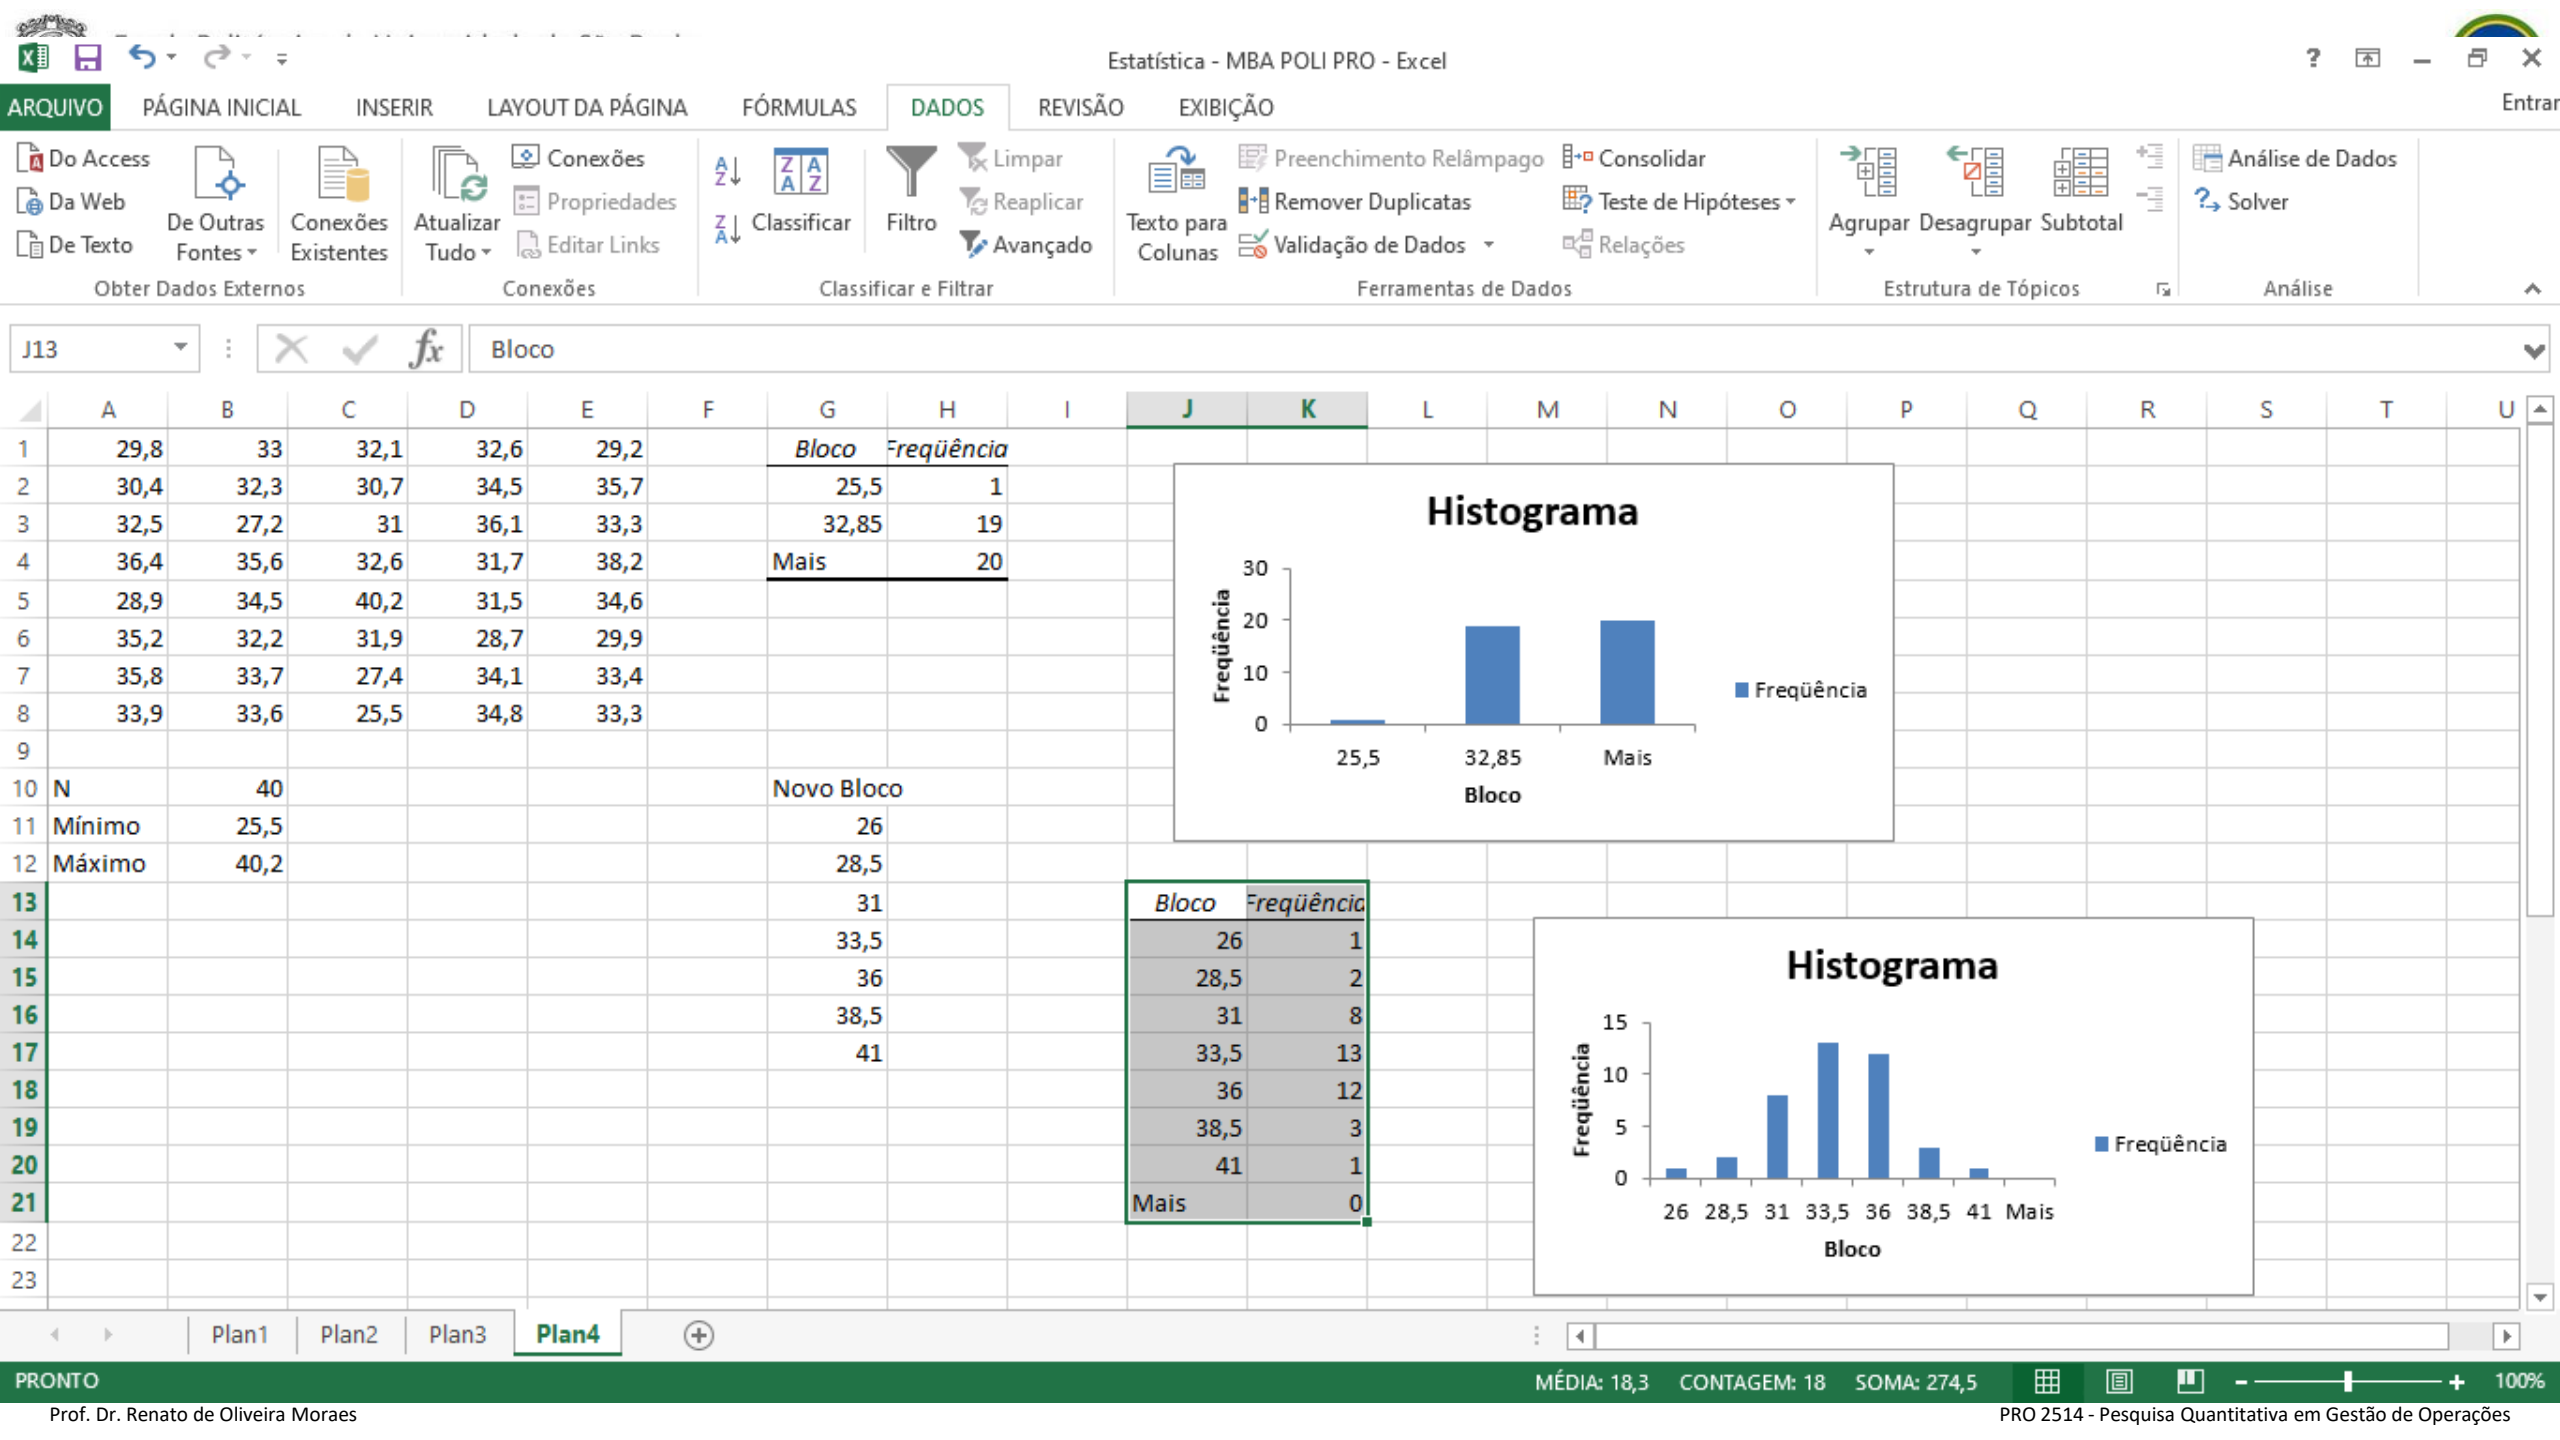 Estatística - MBA POLI PRO - Excel
ARQUIVO PÁGINA INICIAL INSERIR LAYOUT DA PÁGINA FÓRMULAS DADOS REVISÃO EXIBIÇÃO Entrar
Do Access
Da Web
De Texto
De Outras Fontes
Conexões Existentes
Obter Dados Externos
Atualizar Tudo
Conexões
Propriedades
Editar Links
Conexões
Classificar
Filtro
Limpar
Reaplicar
Avançado
Classificar e Filtrar
Texto para Colunas
Preenchimento Relâmpago
Remover Duplicatas
Validação de Dados
Consolidar
Teste de Hipóteses
Relações
Ferramentas de Dados
Agrupar Desagrupar Subtotal
Estrutura de Tópicos
Análise de Dados
Solver
Análise
J13 fx Bloco
A B C D E F G H I J K L M N O P Q R S T U
1 29,8 33 32,1 32,6 29,2 Bloco Freqüência
2 30,4 32,3 30,7 34,5 35,7 25,5 1
3 32,5 27,2 31 36,1 33,3 32,85 19
4 36,4 35,6 32,6 31,7 38,2 Mais 20
5 28,9 34,5 40,2 31,5 34,6
6 35,2 32,2 31,9 28,7 29,9
7 35,8 33,7 27,4 34,1 33,4
8 33,9 33,6 25,5 34,8 33,3
9
10 N 40 Novo Bloco
11 Mínimo 25,5 26
12 Máximo 40,2 28,5
13 31 Bloco Freqüência
14 33,5 26 1
15 36 28,5 2
16 38,5 31 8
17 41 33,5 13
18 36 12
19 38,5 3
20 41 1
21 Mais 0
22
23
Histograma
Freqüência
30
20
10
0
25,5 32,85 Mais
Bloco
Freqüência
Histograma
Freqüência
15
10
5
0
26 28,5 31 33,5 36 38,5 41 Mais
Bloco
Freqüência
Plan1 Plan2 Plan3 Plan4
PRONTO MÉDIA: 18,3 CONTAGEM: 18 SOMA: 274,5 100%
Prof. Dr. Renato de Oliveira Moraes PRO 2514 - Pesquisa Quantitativa em Gestão de Operações